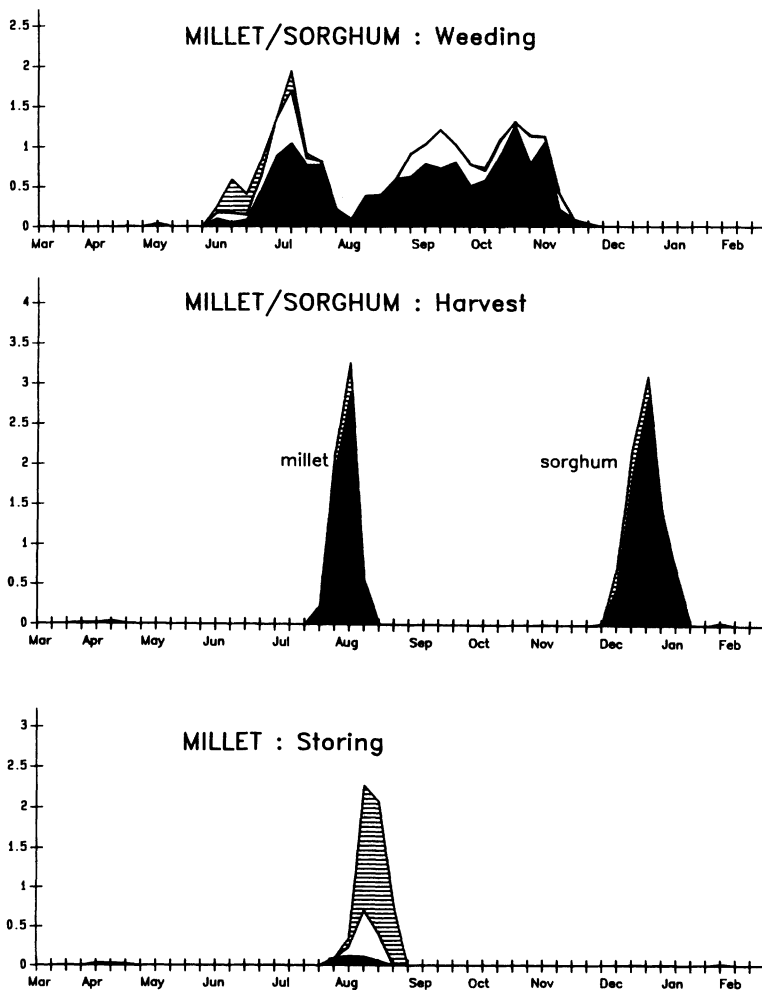 MILLET/SORGHUM : Weeding
2.5
2
1.5
1
0.5
0
Mar Apr May Jun Jul Aug Sep Oct Nov Dec Jan Feb
MILLET/SORGHUM : Harvest
4
3.5
3
2.5
2
millet
sorghum
1.5
1
0.5
0
Mar Apr May Jun Jul Aug Sep Oct Nov Dec Jan Feb
3
MILLET : Storing
2.5
2
1.5
1
0.5
0
Mar Apr May Jun Jul Aug Sep Oct Nov Dec Jan Feb